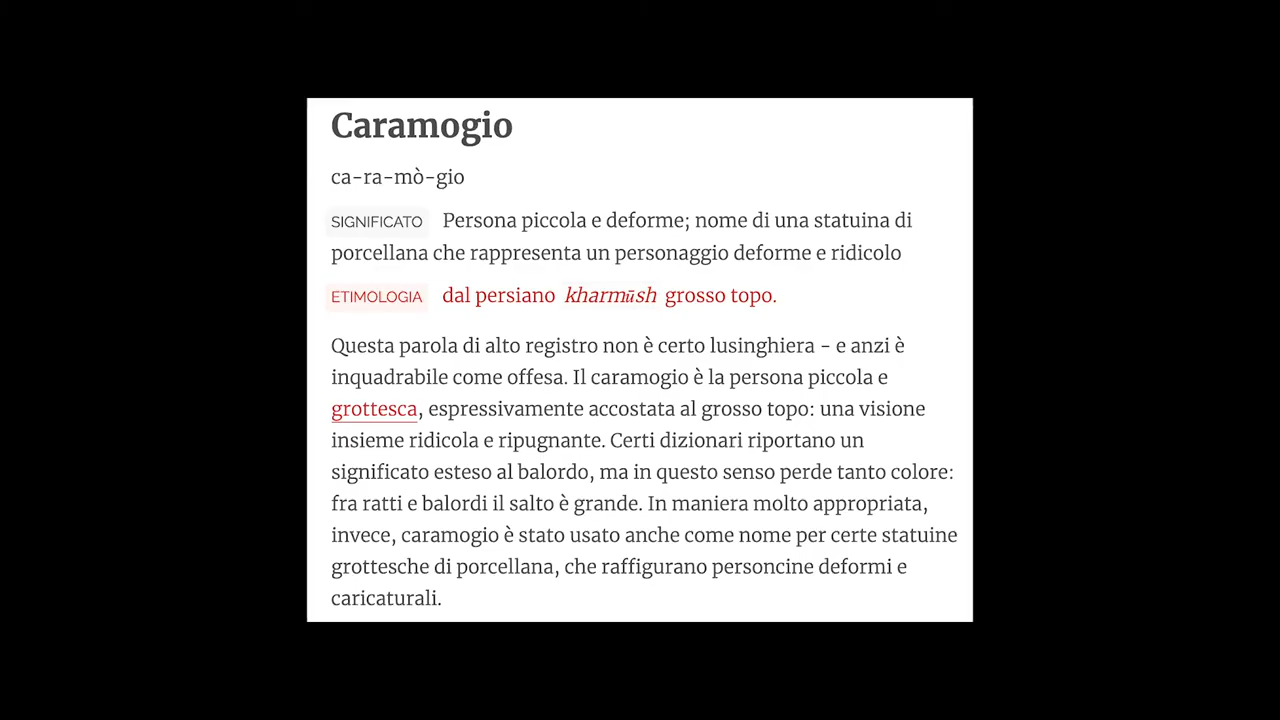 Caramogio
ca-ra-mò-gio
SIGNIFICATO Persona piccola e deforme; nome di una statuina di
porcellana che rappresenta un personaggio deforme e ridicolo
ETIMOLOGIA dal persiano kharmūsh grosso topo.
Questa parola di alto registro non è certo lusinghiera - e anzi è
inquadrabile come offesa. Il caramogio è la persona piccola e
grottesca, espressivamente accostata al grosso topo: una visione
insieme ridicola e ripugnante. Certi dizionari riportano un
significato esteso al balordo, ma in questo senso perde tanto colore:
fra ratti e balordi il salto è grande. In maniera molto appropriata,
invece, caramogio è stato usato anche come nome per certe statuine
grottesche di porcellana, che raffigurano personcine deformi e
caricaturali.